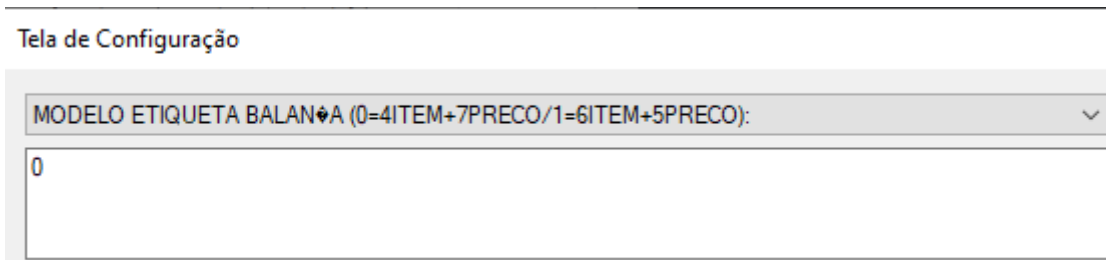 Tela de Configuração
MODELO ETIQUETA BALAN�A (0=4ITEM+7PRECO/1=6ITEM+5PRECO):
0